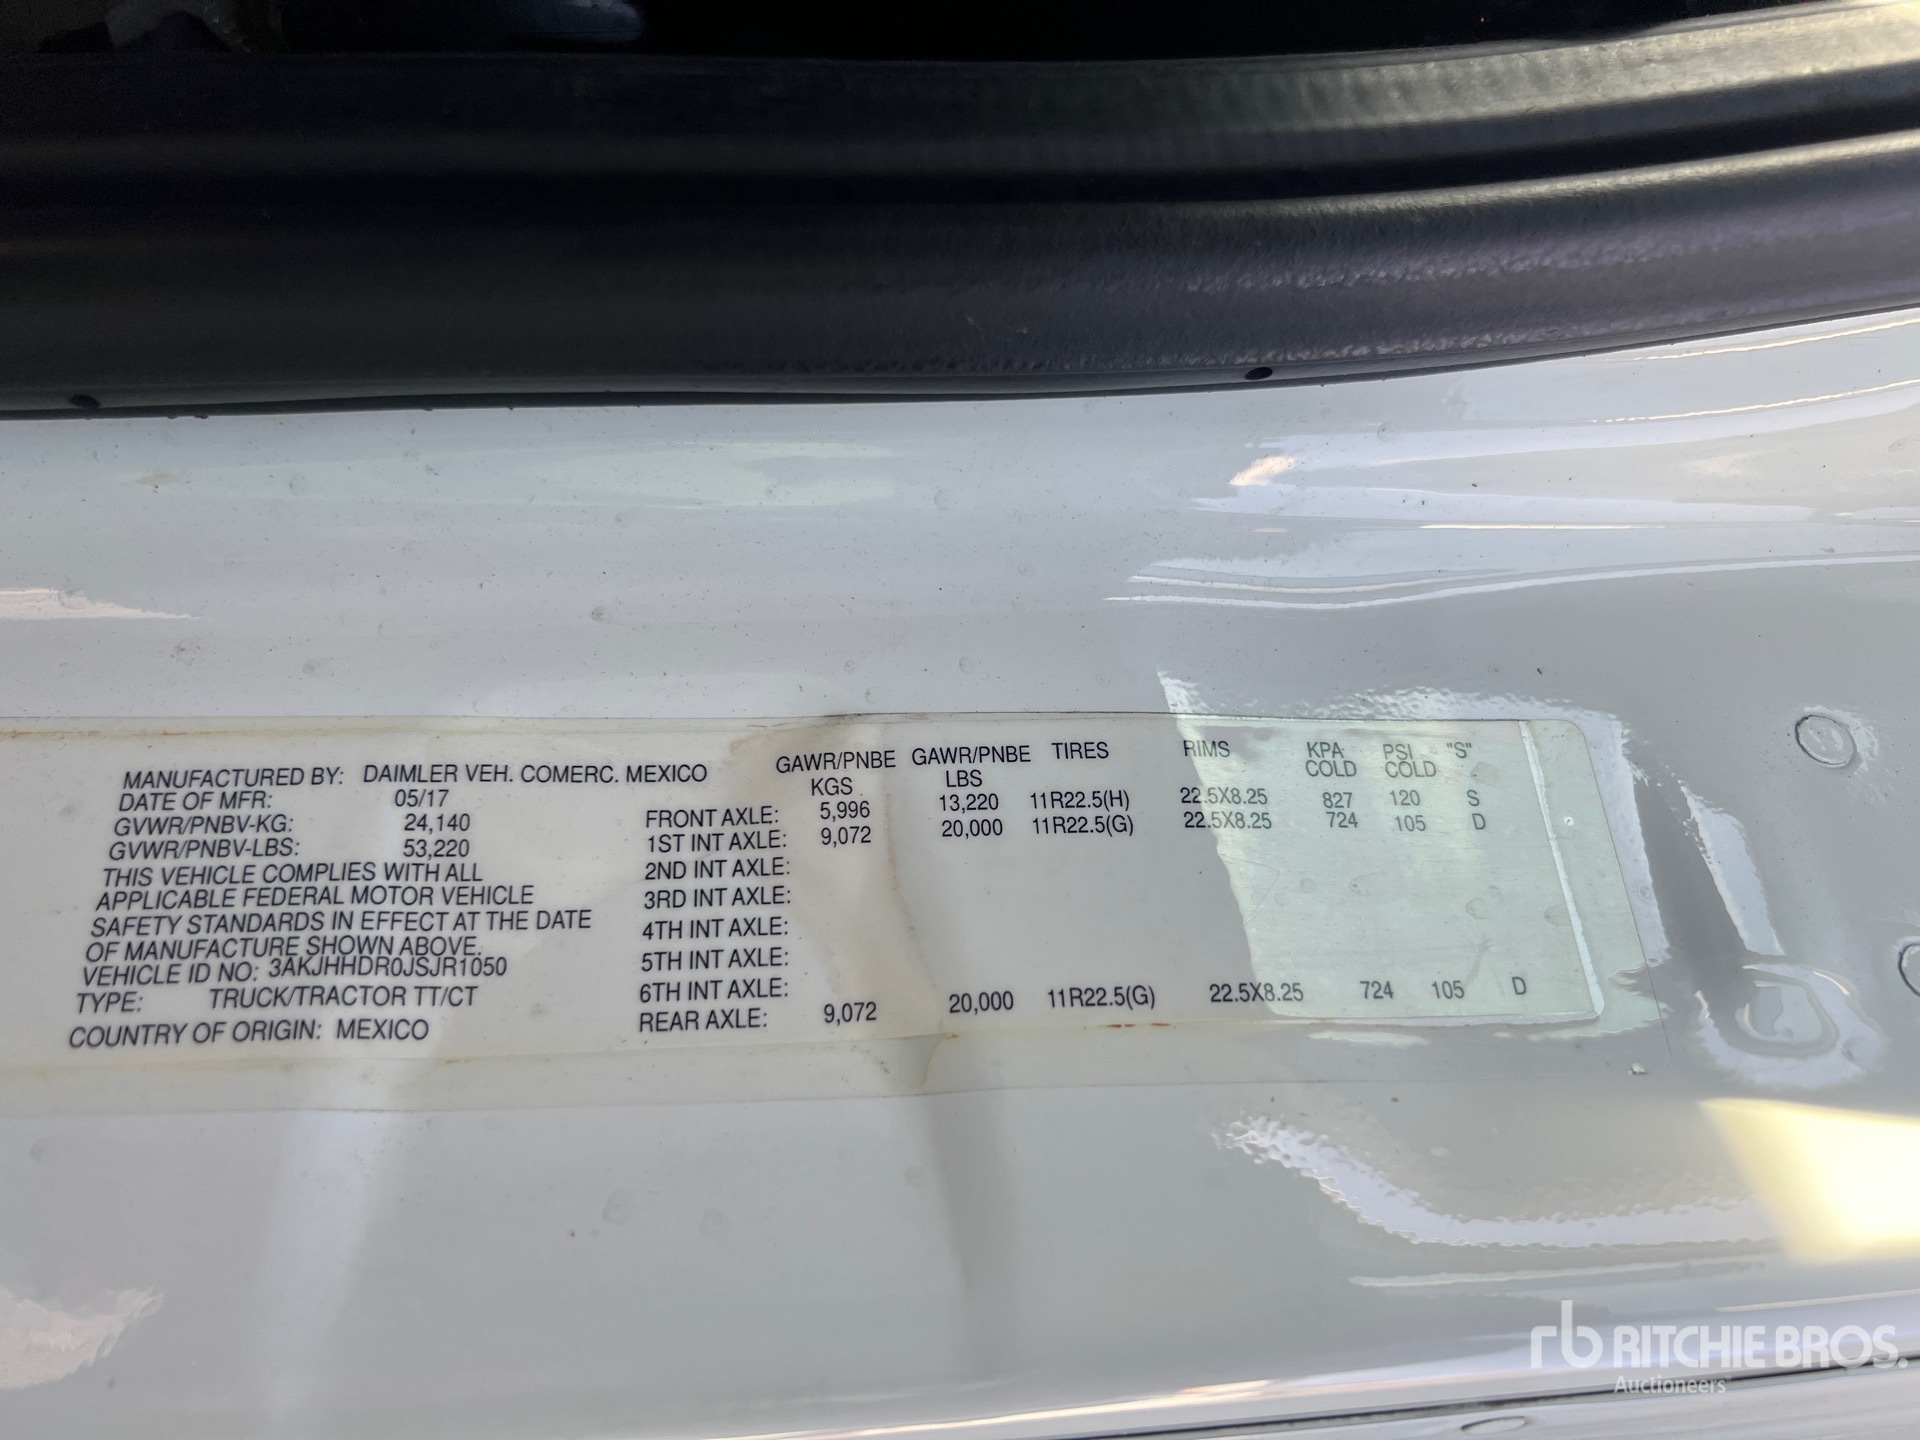 MANUFACTURED BY: DAIMLER VEH. COMERC. MEXICO
DATE OF MFR: 05/17
GVWR/PNBV-KG: 24,140
GVWR/PNBV-LBS: 53,220
THIS VEHICLE COMPLIES WITH ALL
APPLICABLE FEDERAL MOTOR VEHICLE
SAFETY STANDARDS IN EFFECT AT THE DATE
OF MANUFACTURE SHOWN ABOVE.
VEHICLE ID NO: 3AKJHHDR0JSJR1050
TYPE: TRUCK/TRACTOR TT/CT
COUNTRY OF ORIGIN: MEXICO
GAWR/PNBE GAWR/PNBE TIRES RIMS KPA PSI "S"
KGS LBS COLD COLD
FRONT AXLE: 5,996 13,220 11R22.5(H) 22.5X8.25 827 120 S
1ST INT AXLE: 9,072 20,000 11R22.5(G) 22.5X8.25 724 105 D
2ND INT AXLE:
3RD INT AXLE:
4TH INT AXLE:
5TH INT AXLE:
6TH INT AXLE:
REAR AXLE: 9,072 20,000 11R22.5(G) 22.5X8.25 724 105 D
rb RITCHIE BROS.
Auctioneers